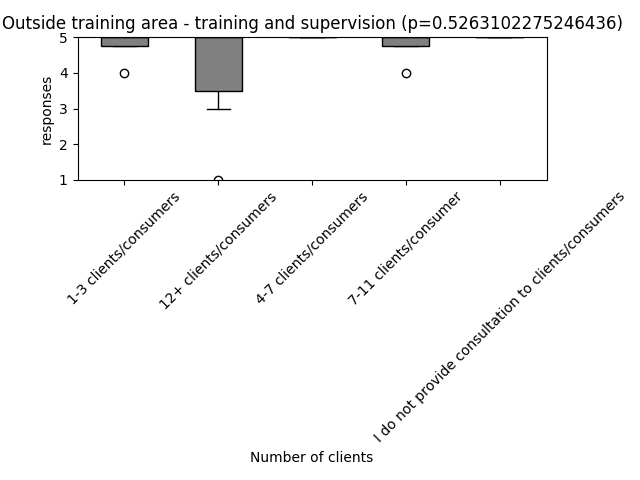 Outside training area - training and supervision (p=0.5263102275246436)
responses
5
4
3
2
1
1-3 clients/consumers
12+ clients/consumers
4-7 clients/consumers
7-11 clients/consumer
I do not provide consultation to clients/consumers
Number of clients